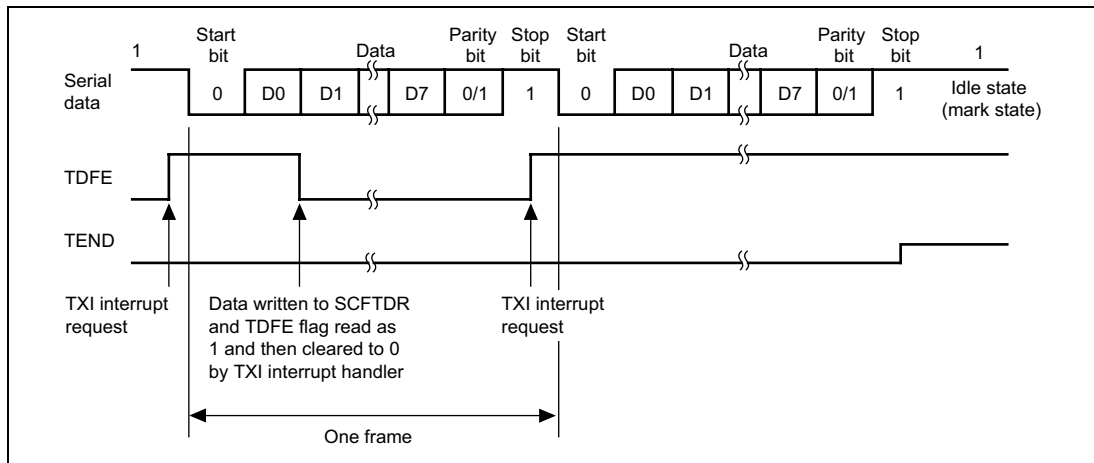 1
Start bit
Data
Parity bit
Stop bit
Start bit
Data
Parity bit
Stop bit
1
Serial data
0
D0
D1
D7
0/1
1
0
D0
D1
D7
0/1
1
Idle state
(mark state)
TDFE
TEND
TXI interrupt
request
Data written to SCFTDR
and TDFE flag read as
1 and then cleared to 0
by TXI interrupt handler
TXI interrupt
request
One frame